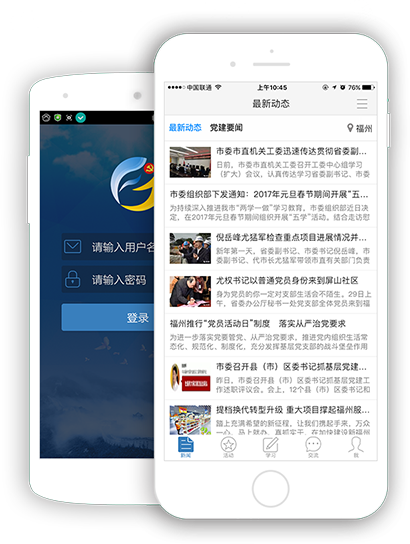 中国联通
上午10:45
76%
最新动态
最新动态 党建要闻 福州
市委市直机关工委迅速传达贯彻省委副...
日前，市委市直机关工委召开工委中心组学习
（扩大）会议，认真传达学习省委副书记、市委
市委组织部下发通知：2017年元旦春节期间开展“五...
为持续深入推进我市“两学一做”学习教育，市委组织部近日决
定，在2017年元旦春节期间组织开展“五学”活动。结合走访慰
倪岳峰尤猛军检查重点项目进展情况并...
新年第一天，省委副书记、市委书记倪岳峰，市
委副书记、代市长尤猛军带领市直有关部门负责
尤权书记以普通党员身份来到屏山社区
身为党员的你一定对支部生活会不陌生。29日上
午，省委办公厅秘书一处党支部全体党员来到
福州推行“党员活动日”制度 落实从严治党要求
为进一步落实党要管党、从严治党要求，推进党内组织生活常
态化、规范化、制度化，充分发挥基层党支部的战斗堡垒作用
市委召开县（市）区委书记抓基层党建...
昨日，市委召开县（市）区委书记抓基层党建工
作述职评议会。会上，12个县（市）区委书记和
提档换代转型升级 重大项目撑起福州服...
踏上充满希望的新征程，让我们携起手来，万众
一心、马上就办、真抓实干，在加快建设新福州
新闻 活动 学习 交流 我
请输入用户名
请输入密码
登录